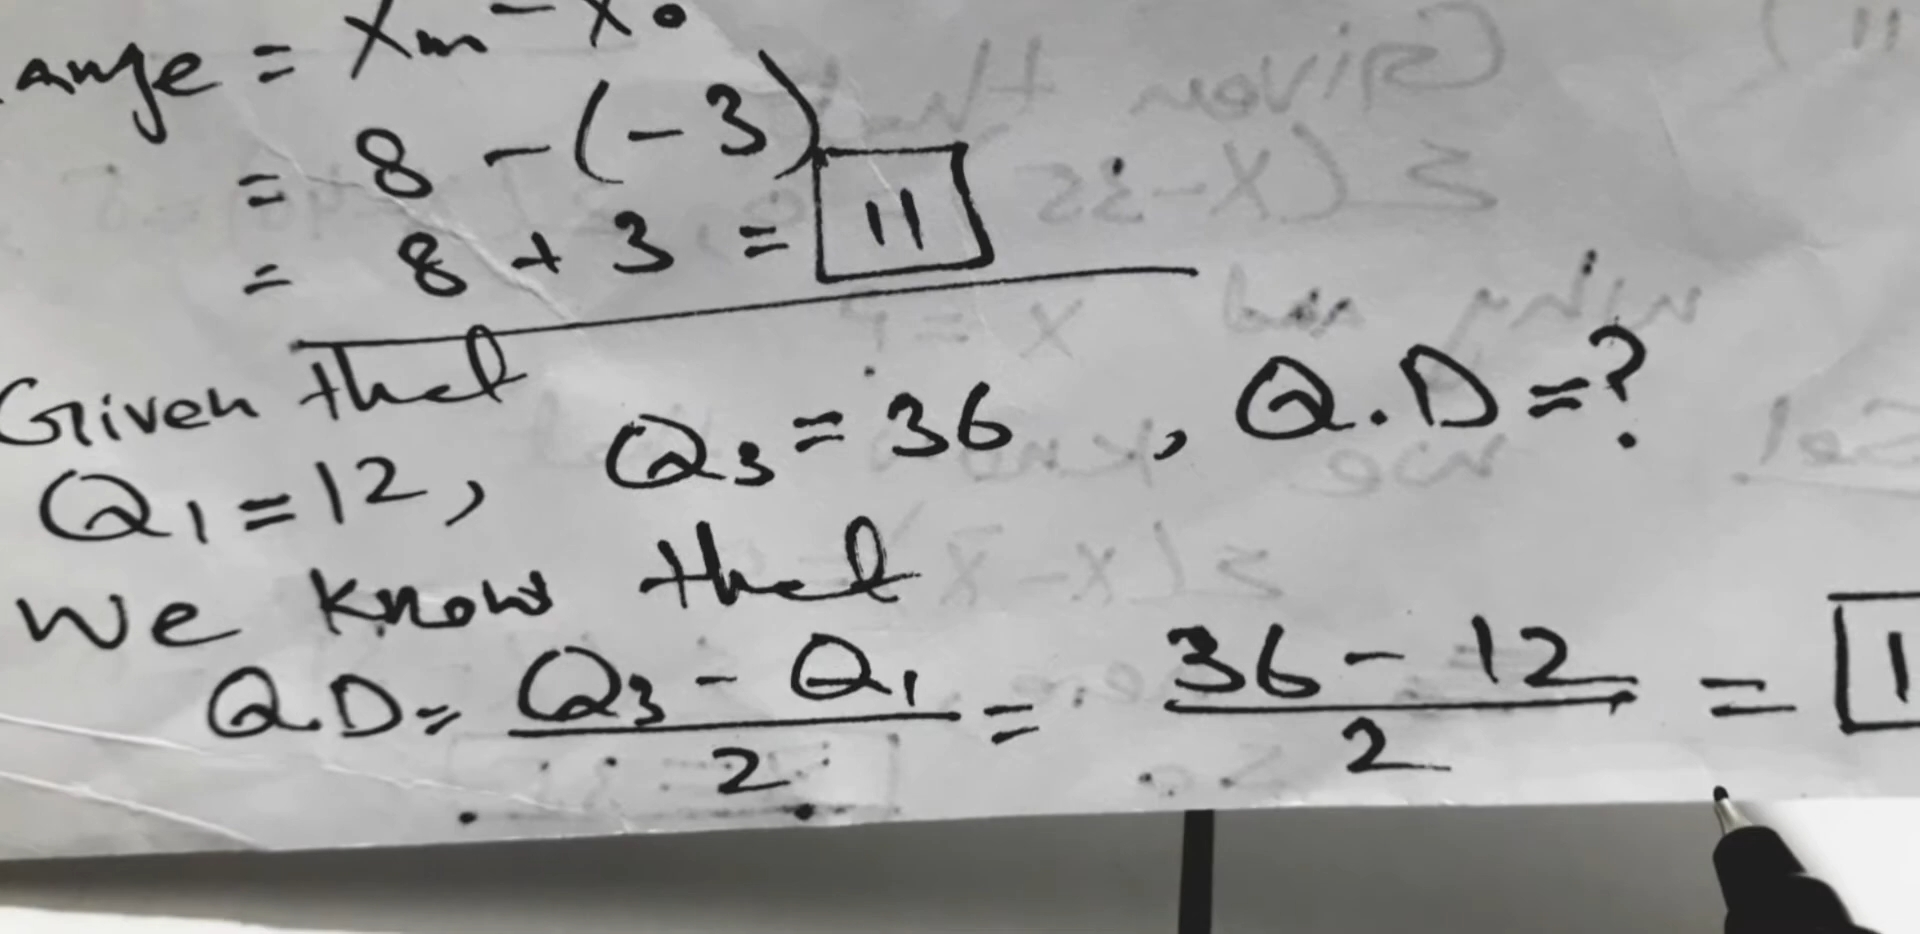 ange = Xm - X0
= 8 - (-3)
= 8 + 3 = 11
Given that
Q1 = 12, Q3 = 36, Q.D = ?
We know that
Q.D = Q3 - Q1 / 2 = 36 - 12 / 2 = 1